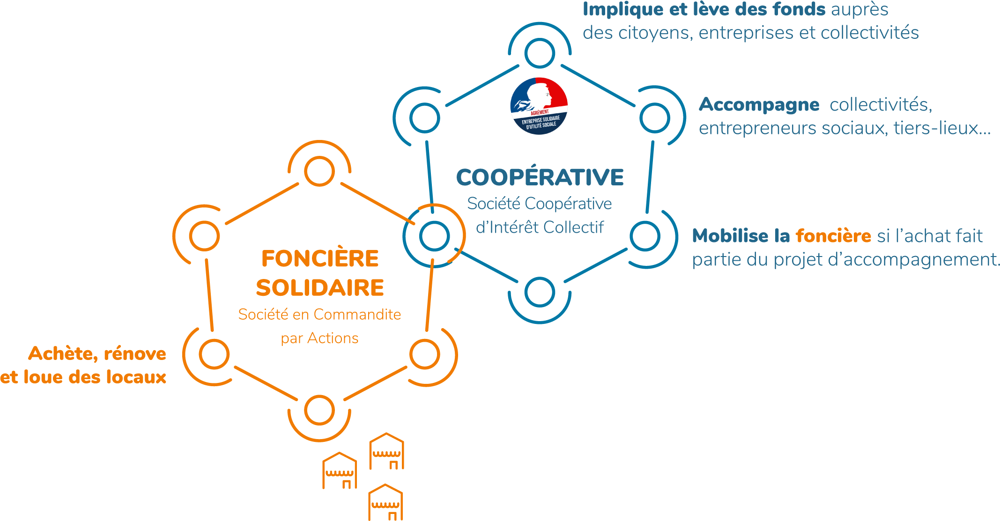 Implique et lève des fonds auprès
des citoyens, entreprises et collectivités
AGRÉMENT
ENTREPRISE SOLIDAIRE
D'UTILITÉ SOCIALE
Accompagne collectivités,
entrepreneurs sociaux, tiers-lieux...
COOPÉRATIVE
Société Coopérative
d’Intérêt Collectif
Mobilise la foncière si l’achat fait
partie du projet d’accompagnement.
FONCIÈRE
SOLIDAIRE
Société en Commandite
par Actions
Achète, rénove
et loue des locaux